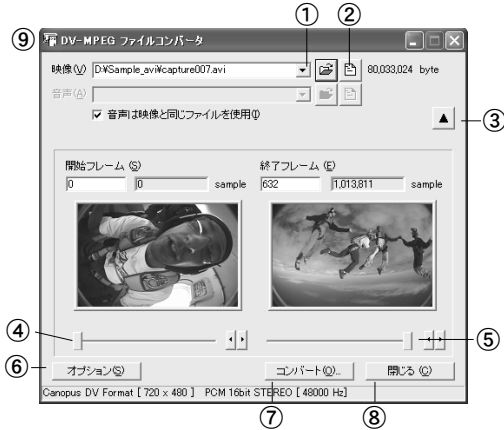 ① ②
⑨ DV-MPEG ファイルコンバータ
映像(V) D:¥Sample_avi¥capture007.avi 80,033,024 byte
音声(A)
音声は映像と同じファイルを使用(I)
③
開始フレーム (S) 終了フレーム (E)
0 0 sample 632 1,013,811 sample
④ ⑤
⑥ オプション(S) コンバート(O)... 閉じる (C)
Canopus DV Format [ 720 x 480 ] PCM 16bit STEREO [ 48000 Hz]
⑦ ⑧